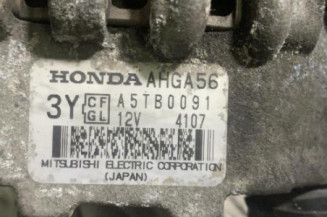 HONDA AHGA56
3Y CF GL A5TB0091
12V 4107
MITSUBISHI ELECTRIC CORPORATION
(JAPAN)